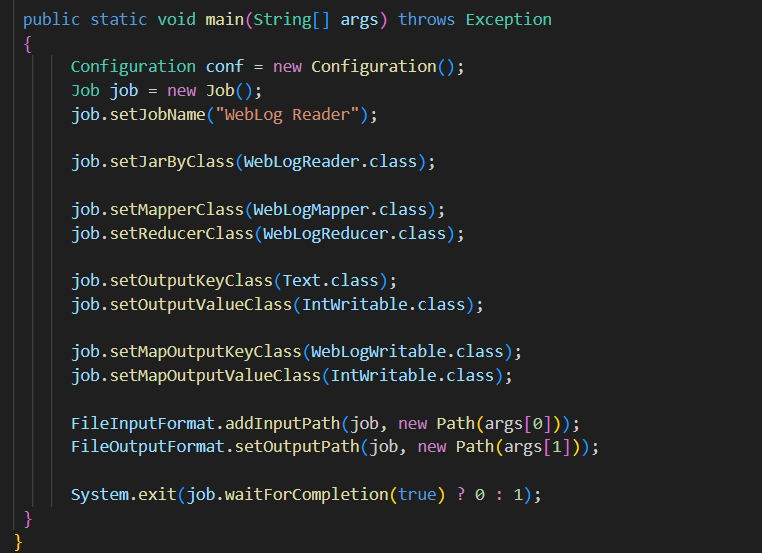 public static void main(String[] args) throws Exception
{
Configuration conf = new Configuration();
Job job = new Job();
job.setJobName("WebLog Reader");
job.setJarByClass(WebLogReader.class);
job.setMapperClass(WebLogMapper.class);
job.setReducerClass(WebLogReducer.class);
job.setOutputKeyClass(Text.class);
job.setOutputValueClass(IntWritable.class);
job.setMapOutputKeyClass(WebLogWritable.class);
job.setMapOutputValueClass(IntWritable.class);
FileInputFormat.addInputPath(job, new Path(args[0]));
FileOutputFormat.setOutputPath(job, new Path(args[1]));
System.exit(job.waitForCompletion(true) ? 0 : 1);
}
}